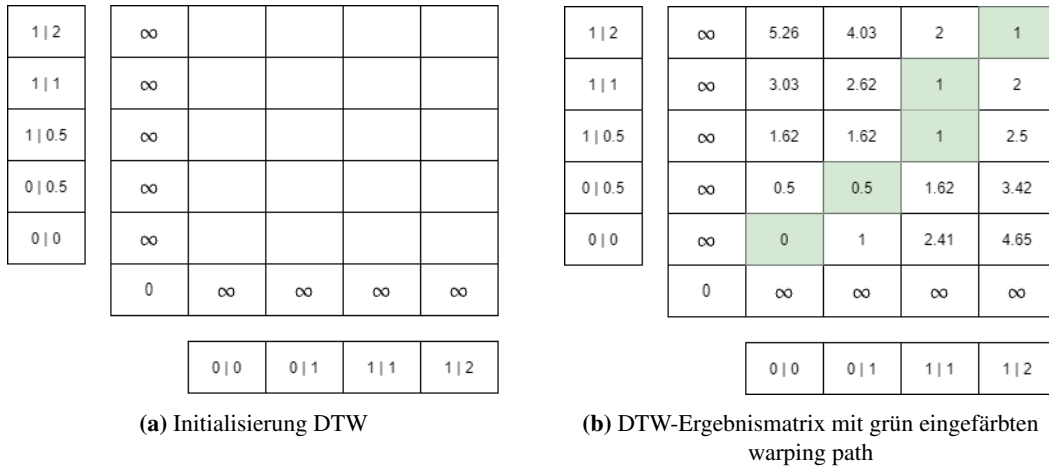 1 | 2 ∞
1 | 1 ∞
1 | 0.5 ∞
0 | 0.5 ∞
0 | 0 ∞
0 ∞ ∞ ∞ ∞
0 | 0 0 | 1 1 | 1 1 | 2
(a) Initialisierung DTW
1 | 2 ∞ 5.26 4.03 2 1
1 | 1 ∞ 3.03 2.62 1 2
1 | 0.5 ∞ 1.62 1.62 1 2.5
0 | 0.5 ∞ 0.5 0.5 1.62 3.42
0 | 0 ∞ 0 1 2.41 4.65
0 ∞ ∞ ∞ ∞
0 | 0 0 | 1 1 | 1 1 | 2
(b) DTW-Ergebnismatrix mit grün eingefärbten
warping path